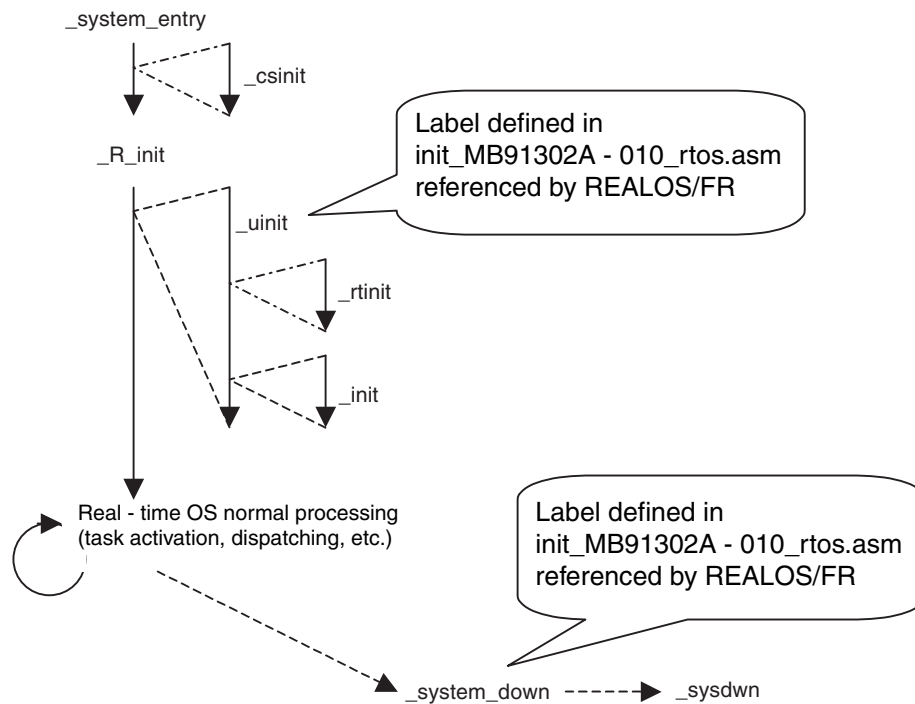 _system_entry
_csinit
Label defined in
init_MB91302A - 010_rtos.asm
referenced by REALOS/FR
_R_init
_uinit
_rtinit
_init
Real - time OS normal processing
(task activation, dispatching, etc.)
Label defined in
init_MB91302A - 010_rtos.asm
referenced by REALOS/FR
_system_down
_sysdwn